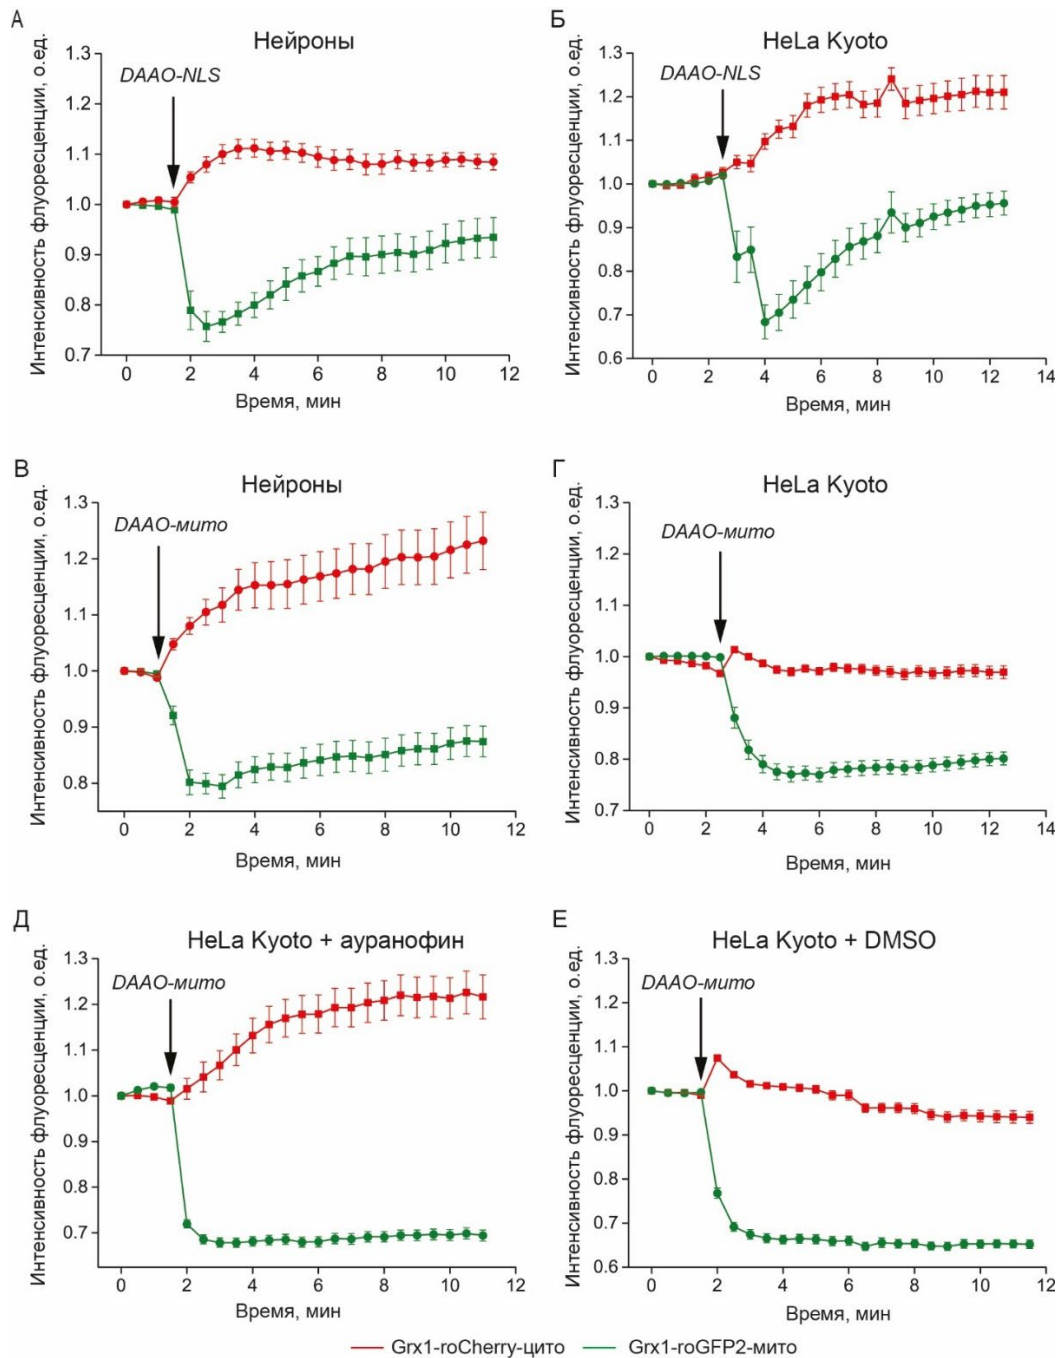 А
Нейроны
DAAO-NLS
Интенсивность флуоресценции, о.ед.
1.3
1.2
1.1
1.0
0.9
0.8
0.7
0 2 4 6 8 10 12
Время, мин
Б
HeLa Kyoto
DAAO-NLS
Интенсивность флуоресценции, о.ед.
1.3
1.2
1.1
1.0
0.9
0.8
0.7
0.6
0 2 4 6 8 10 12 14
Время, мин
В
Нейроны
DAAO-мито
Интенсивность флуоресценции, о.ед.
1.3
1.2
1.1
1.0
0.9
0.8
0 2 4 6 8 10 12
Время, мин
Г
HeLa Kyoto
DAAO-мито
Интенсивность флуоресценции, о.ед.
1.3
1.2
1.1
1.0
0.9
0.8
0.7
0 2 4 6 8 10 12 14
Время, мин
Д
HeLa Kyoto + ауранофин
DAAO-мито
Интенсивность флуоресценции, о.ед.
1.3
1.2
1.1
1.0
0.9
0.8
0.7
0 2 4 6 8 10 12
Время, мин
Е
HeLa Kyoto + DMSO
DAAO-мито
Интенсивность флуоресценции, о.ед.
1.3
1.2
1.1
1.0
0.9
0.8
0.7
0.6
0 2 4 6 8 10 12
Время, мин
Grx1-roCherry-цито Grx1-roGFP2-мито